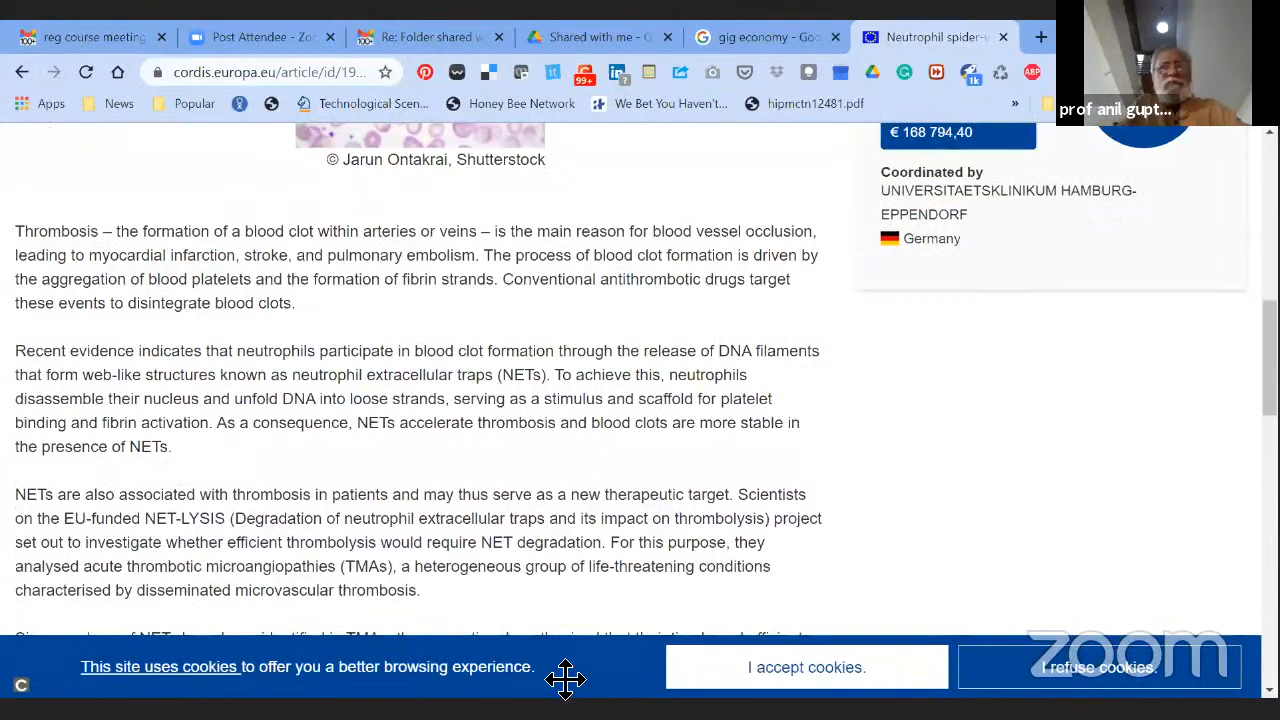 reg course meeting
Post Attendee - Zoo
Re: Folder shared w
Shared with me - G
gig economy - Goo
Neutrophil spider-
cordis.europa.eu/article/id/19...
99+
1k
ABP
Apps
News
Popular
Technological Scen...
Honey Bee Network
We Bet You Haven't...
hipmctn12481.pdf
»
prof anil gupt...
© Jarun Ontakrai, Shutterstock
€ 168 794,40
Coordinated by
UNIVERSITAETSKLINIKUM HAMBURG-
EPPENDORF
Germany
Thrombosis – the formation of a blood clot within arteries or veins – is the main reason for blood vessel occlusion,
leading to myocardial infarction, stroke, and pulmonary embolism. The process of blood clot formation is driven by
the aggregation of blood platelets and the formation of fibrin strands. Conventional antithrombotic drugs target
these events to disintegrate blood clots.
Recent evidence indicates that neutrophils participate in blood clot formation through the release of DNA filaments
that form web-like structures known as neutrophil extracellular traps (NETs). To achieve this, neutrophils
disassemble their nucleus and unfold DNA into loose strands, serving as a stimulus and scaffold for platelet
binding and fibrin activation. As a consequence, NETs accelerate thrombosis and blood clots are more stable in
the presence of NETs.
NETs are also associated with thrombosis in patients and may thus serve as a new therapeutic target. Scientists
on the EU-funded NET-LYSIS (Degradation of neutrophil extracellular traps and its impact on thrombolysis) project
set out to investigate whether efficient thrombolysis would require NET degradation. For this purpose, they
analysed acute thrombotic microangiopathies (TMAs), a heterogeneous group of life-threatening conditions
characterised by disseminated microvascular thrombosis.
This site uses cookies to offer you a better browsing experience.
I accept cookies.
I refuse cookies.
zoom